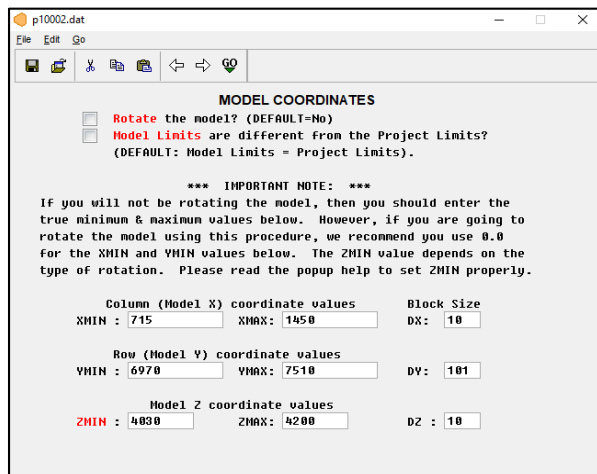 p10002.dat
File Edit Go
GO
MODEL COORDINATES
Rotate the model? (DEFAULT=No)
Model Limits are different from the Project Limits?
(DEFAULT: Model Limits = Project Limits).
*** IMPORTANT NOTE: ***
If you will not be rotating the model, then you should enter the
true minimum & maximum values below. However, if you are going to
rotate the model using this procedure, we recommend you use 0.0
for the XMIN and YMIN values below. The ZMIN value depends on the
type of rotation. Please read the popup help to set ZMIN properly.
Column (Model X) coordinate values Block Size
XMIN : 715 XMAX: 1450 DX: 10
Row (Model Y) coordinate values
YMIN : 6970 YMAX: 7510 DY: 101
Model Z coordinate values
ZMIN : 4030 ZMAX: 4200 DZ : 10